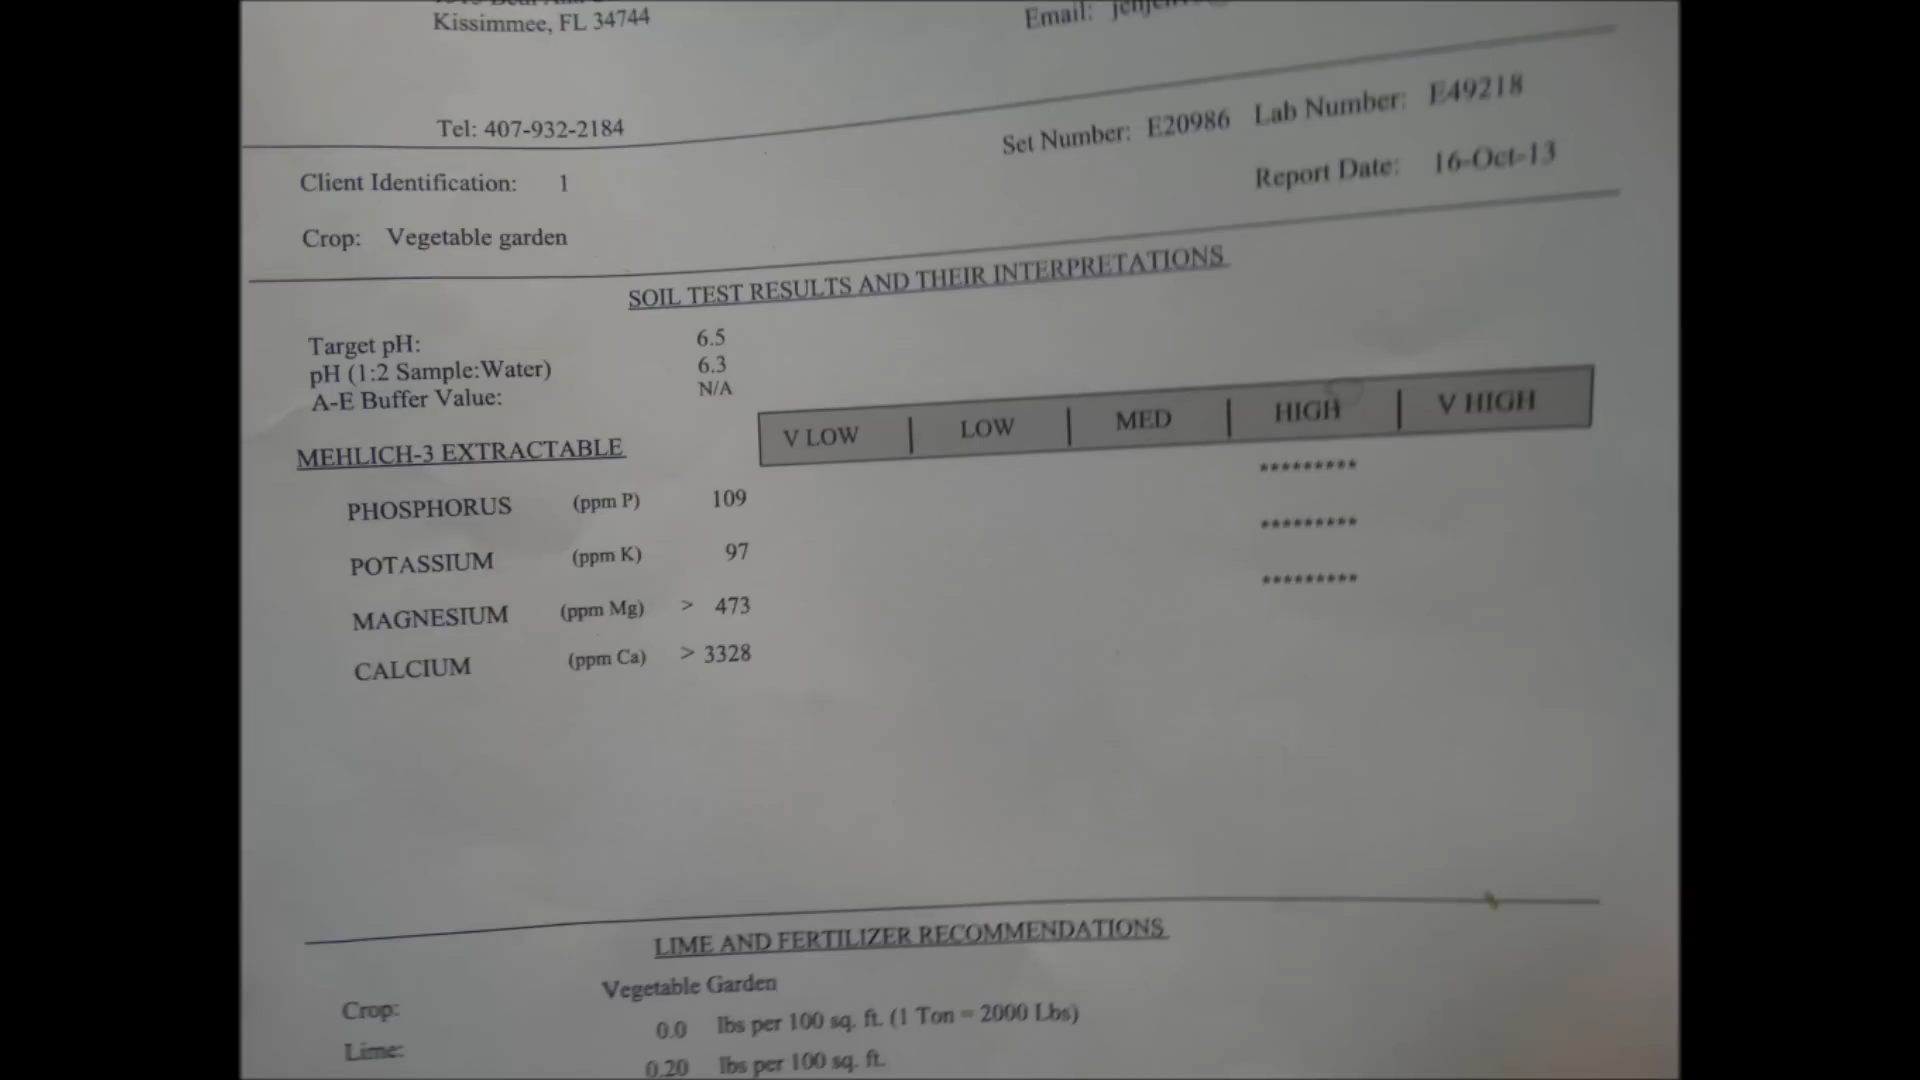 Kissimmee, FL 34744
Email:
Tel: 407-932-2184
Set Number: E20986 Lab Number: E49218
Client Identification: 1
Report Date: 16-Oct-13
Crop: Vegetable garden
SOIL TEST RESULTS AND THEIR INTERPRETATIONS
Target pH: 6.5
pH (1:2 Sample:Water) 6.3
A-E Buffer Value: N/A
V LOW | LOW | MED | HIGH | V HIGH
MEHLICH-3 EXTRACTABLE
PHOSPHORUS (ppm P) 109 *********
POTASSIUM (ppm K) 97 *********
MAGNESIUM (ppm Mg) > 473 *********
CALCIUM (ppm Ca) > 3328
LIME AND FERTILIZER RECOMMENDATIONS
Crop: Vegetable Garden
Lime: 0.0 lbs per 100 sq. ft. (1 Ton = 2000 Lbs)
0.20 lbs per 100 sq. ft.